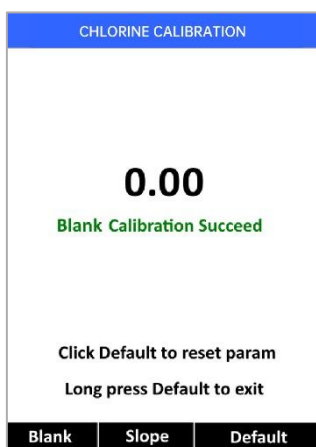 CHLORINE CALIBRATION
0.00
Blank Calibration Succeed
Click Default to reset param
Long press Default to exit
Blank Slope Default